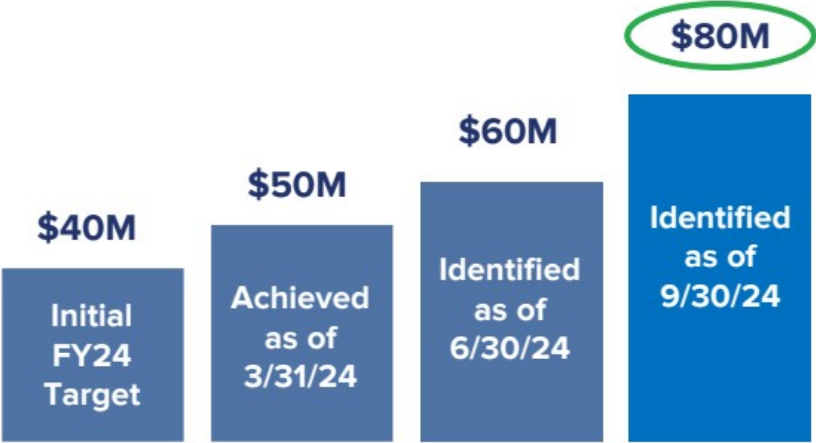 $40M
Initial
FY24
Target
$50M
Achieved
as of
3/31/24
$60M
Identified
as of
6/30/24
$80M
Identified
as of
9/30/24